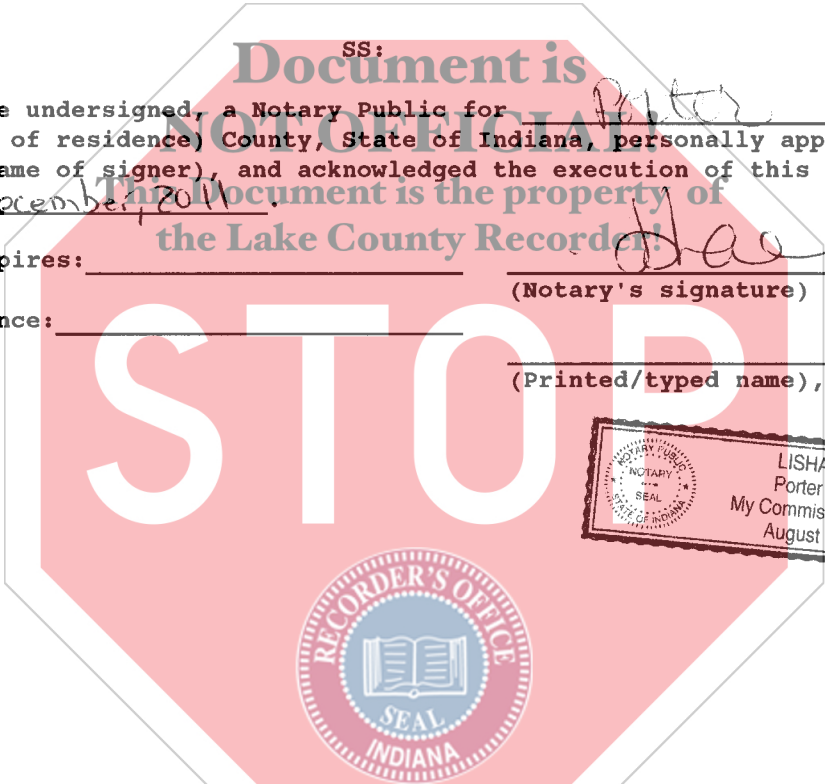 SS:
Document is
e undersigned, a Notary Public for Porter
NOT OFFICIAL!
of residence) County, State of Indiana, personally app
ame of signer), and acknowledged the execution of this
This Document is the property of
ocember, 2011 .
the Lake County Recorder!
pires:
(Notary's signature)
nce:
STOP
(Printed/typed name),
NOTARY PUBLIC
NOTARY
SEAL
STATE OF INDIANA
LISHA
Porter
My Commis
August
RECORDER'S OFFICE
SEAL
INDIANA